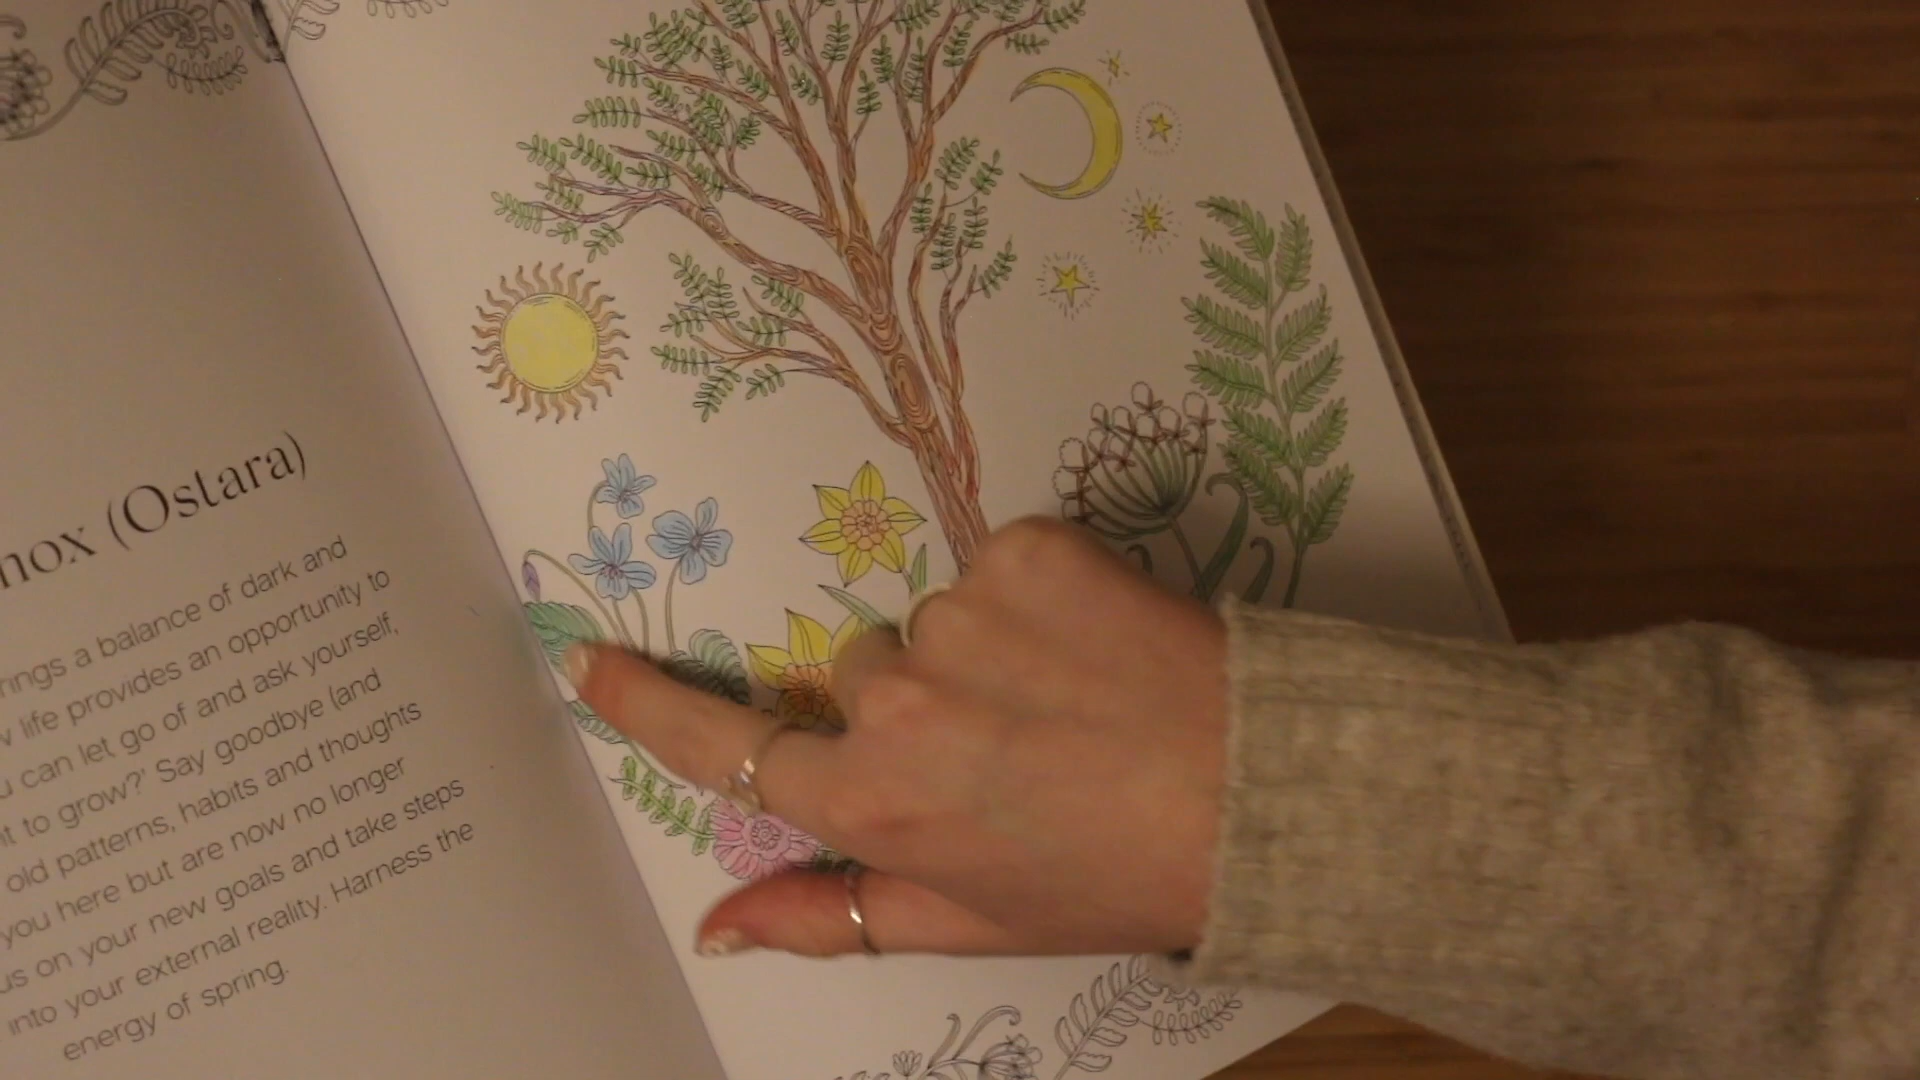 nox (Ostara)
rings a balance of dark and
life provides an opportunity to
can let go of and ask yourself,
to grow?' Say goodbye (and
old patterns, habits and thoughts
you here but are now no longer
us on your new goals and take steps
into your external reality. Harness the
energy of spring.